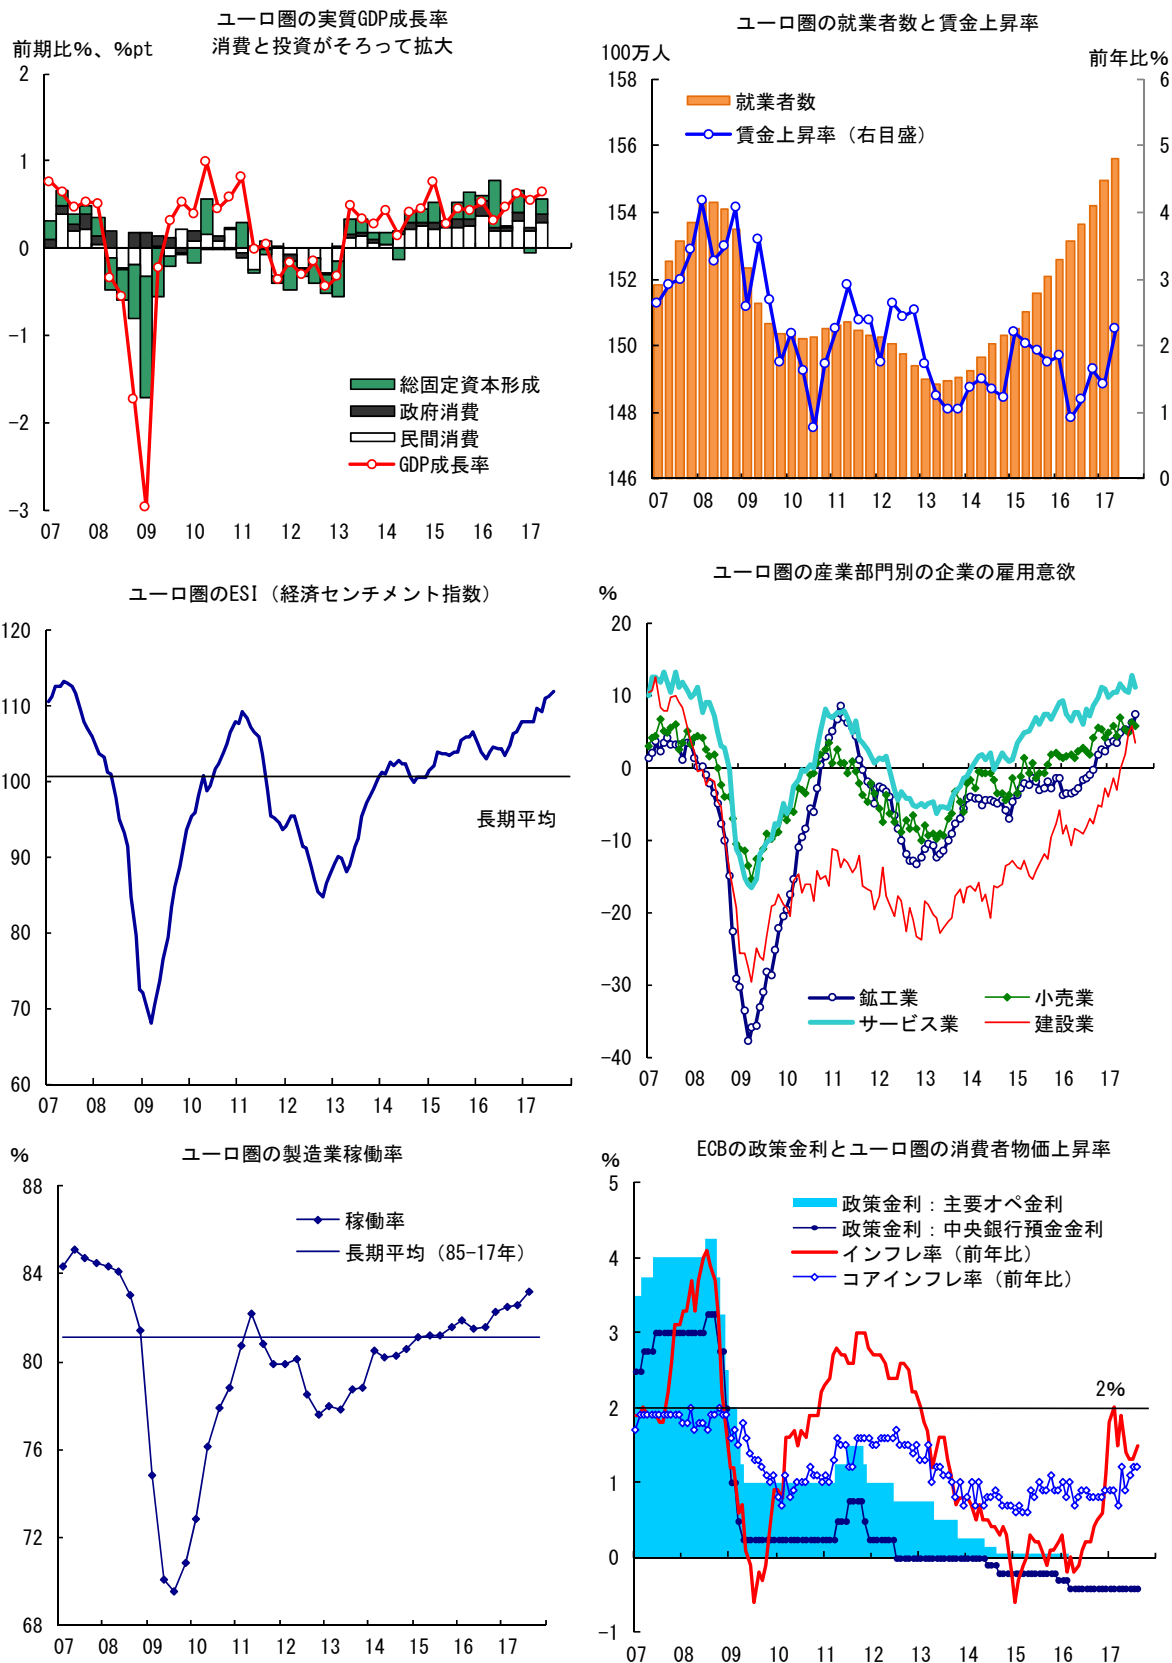 ユーロ圏の実質GDP成長率
消費と投資がそろって拡大
前期比%、%pt
2
1
0
-1
-2
-3
総固定資本形成
政府消費
民間消費
GDP成長率
07 08 09 10 11 12 13 14 15 16 17
ユーロ圏の就業者数と賃金上昇率
100万人
前年比%
158
156
154
152
150
148
146
6
5
4
3
2
1
0
就業者数
賃金上昇率（右目盛）
07 08 09 10 11 12 13 14 15 16 17
ユーロ圏のESI（経済センチメント指数）
120
110
100
90
80
70
60
長期平均
07 08 09 10 11 12 13 14 15 16 17
ユーロ圏の産業部門別の企業の雇用意欲
%
20
10
0
-10
-20
-30
-40
鉱工業
小売業
サービス業
建設業
07 08 09 10 11 12 13 14 15 16 17
ユーロ圏の製造業稼働率
%
88
84
80
76
72
68
稼働率
長期平均（85-17年）
07 08 09 10 11 12 13 14 15 16 17
ECBの政策金利とユーロ圏の消費者物価上昇率
%
5
4
3
2
1
0
-1
政策金利：主要オペ金利
政策金利：中央銀行預金金利
インフレ率（前年比）
コアインフレ率（前年比）
2%
07 08 09 10 11 12 13 14 15 16 17